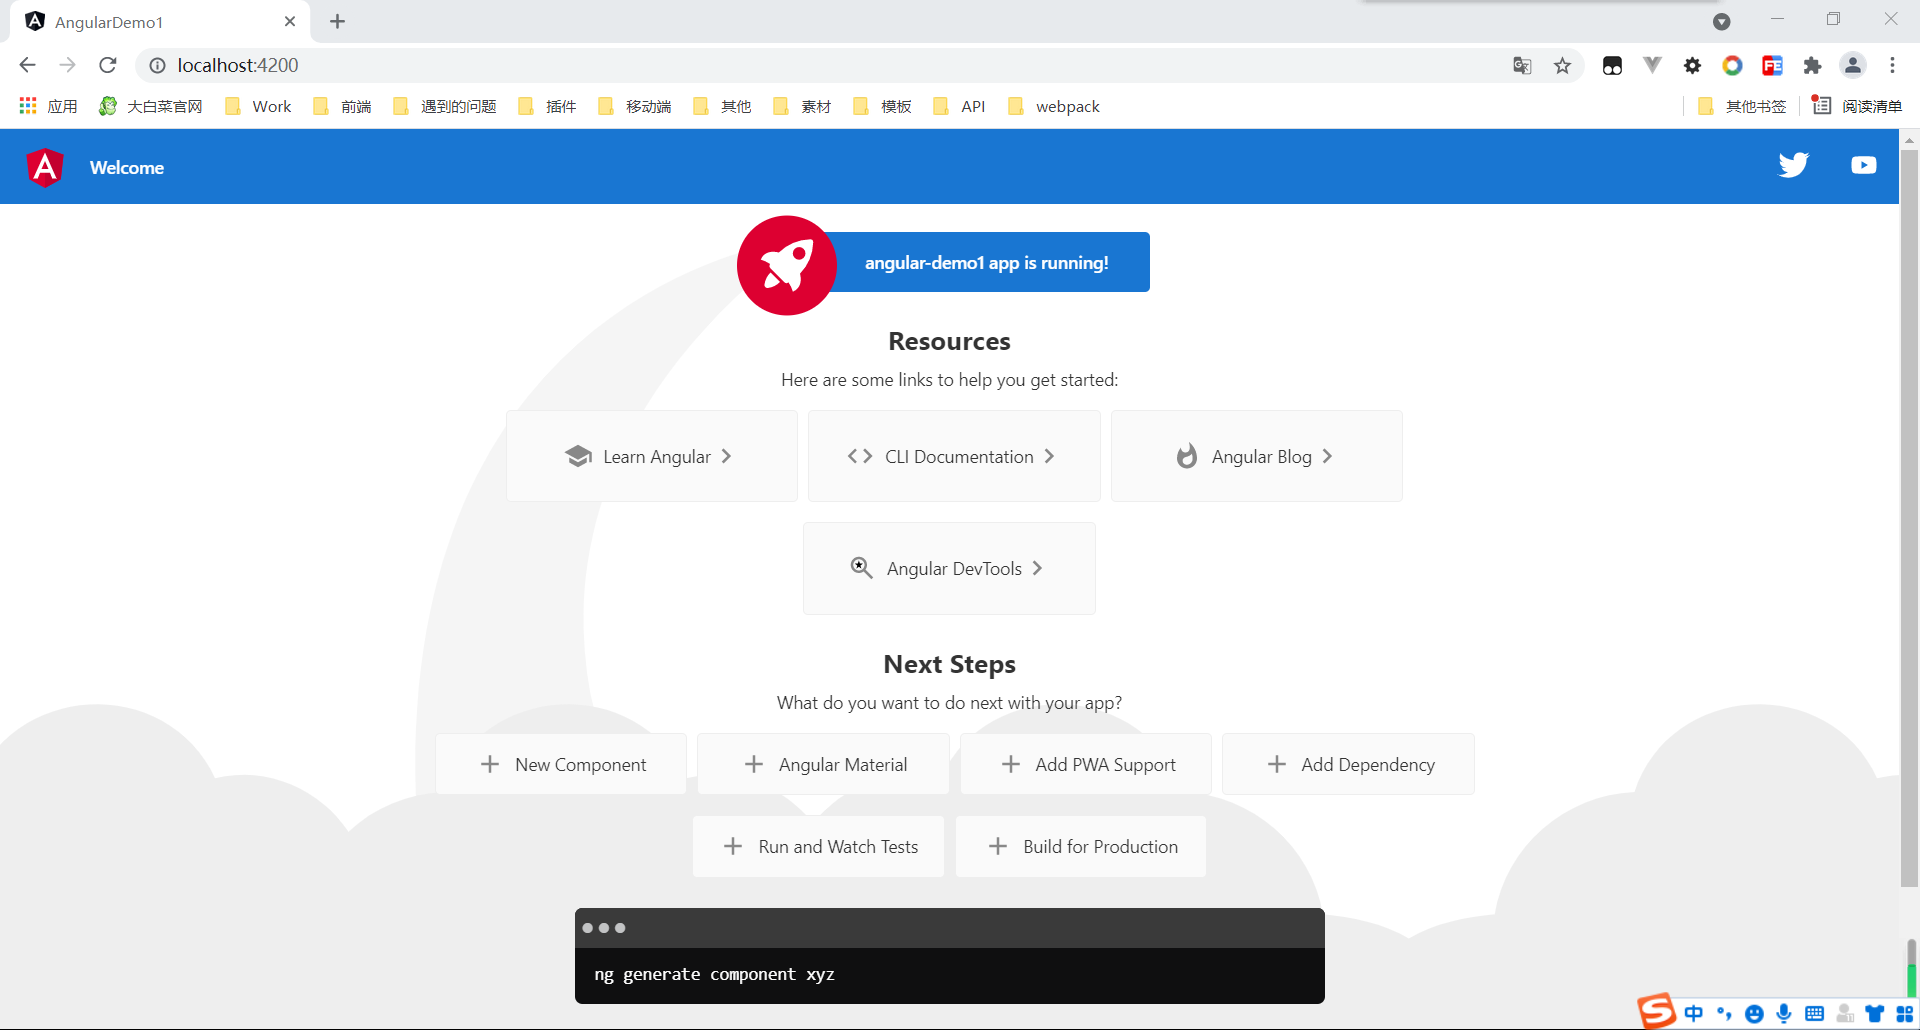 AngularDemo1
localhost:4200
应用 大白菜官网 Work 前端 遇到的问题 插件 移动端 其他 素材 模板 API webpack 其他书签 阅读清单
Welcome
angular-demo1 app is running!
Resources
Here are some links to help you get started:
Learn Angular CLI Documentation Angular Blog
Angular DevTools
Next Steps
What do you want to do next with your app?
New Component Angular Material Add PWA Support Add Dependency
Run and Watch Tests Build for Production
ng generate component xyz
中